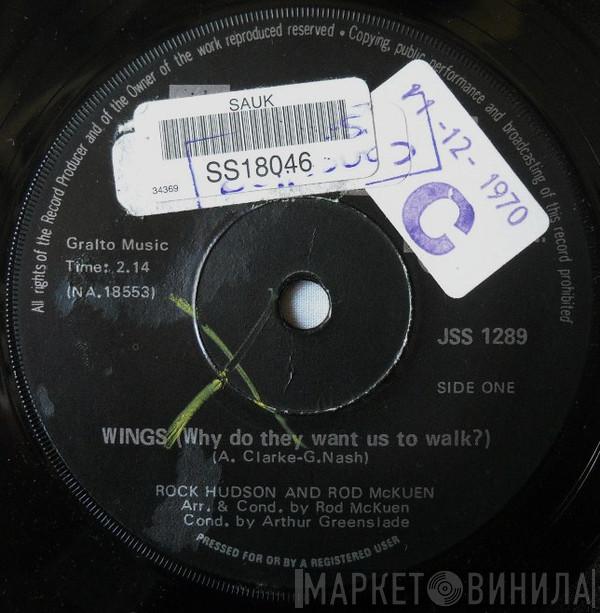 All rights of the Record Producer and of the Owner of the work reproduced reserved • Copying, public performance and broadcasting of this record prohibited
SAUK
SS18046
34369
-12-1970
C
Gralto Music
Time: 2.14
(NA.18553)
JSS 1289
SIDE ONE
WINGS (Why do they want us to walk?)
(A. Clarke-G.Nash)
ROCK HUDSON AND ROD McKUEN
Arr. & Cond. by Rod McKuen
Cond. by Arthur Greenslade
PRESSED FOR OR BY A REGISTERED USER
МАРКЕТ ВИНИЛА